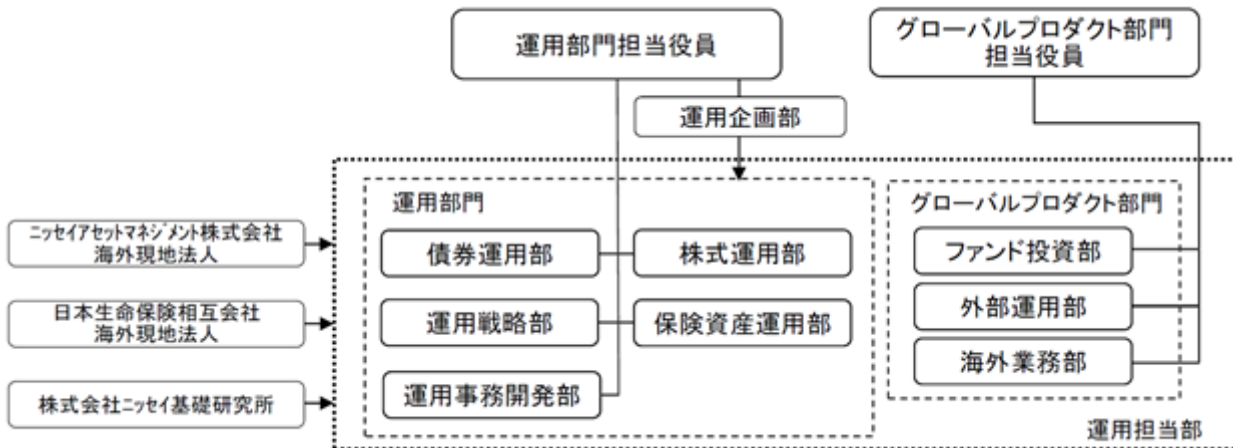 運用部門担当役員
グローバルプロダクト部門
担当役員
運用企画部
運用部門
グローバルプロダクト部門
ニッセイアセットマネジメント株式会社
海外現地法人
債券運用部
株式運用部
ファンド投資部
日本生命保険相互会社
海外現地法人
運用戦略部
保険資産運用部
外部運用部
海外業務部
株式会社ニッセイ基礎研究所
運用事務開発部
運用担当部